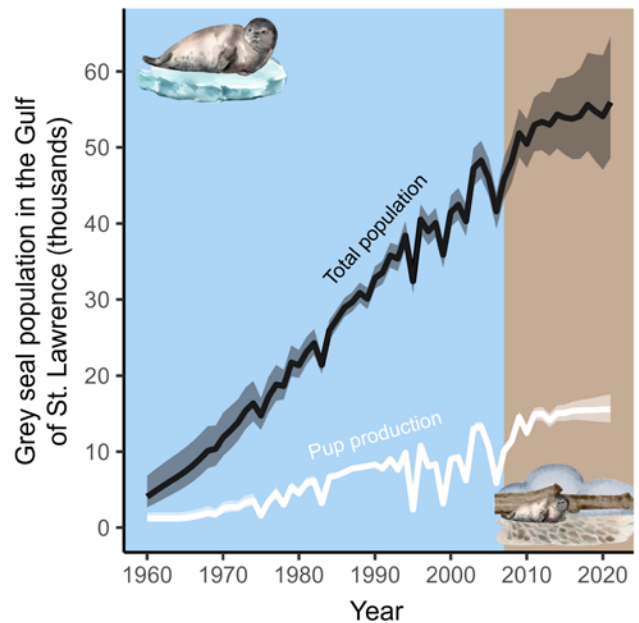 Grey seal population in the Gulf
of St. Lawrence (thousands)
60
50
40
30
20
10
0
Total population
Pup production
1960 1970 1980 1990 2000 2010 2020
Year